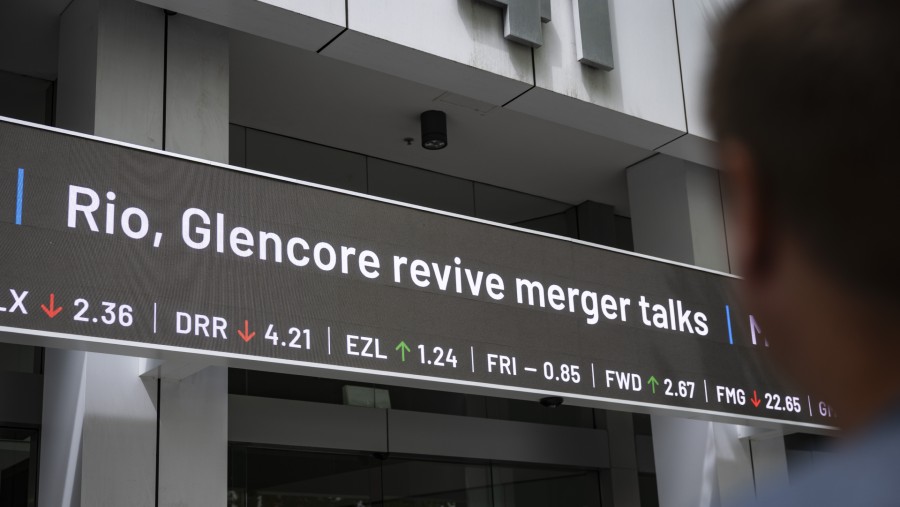 Rio, Glencore revive merger talks
LX ↓ 2.36 | DRR ↓ 4.21 | EZL ↑ 1.24 | FRI – 0.85 | FWD ↑ 2.67 | FMG ↓ 22.65 |